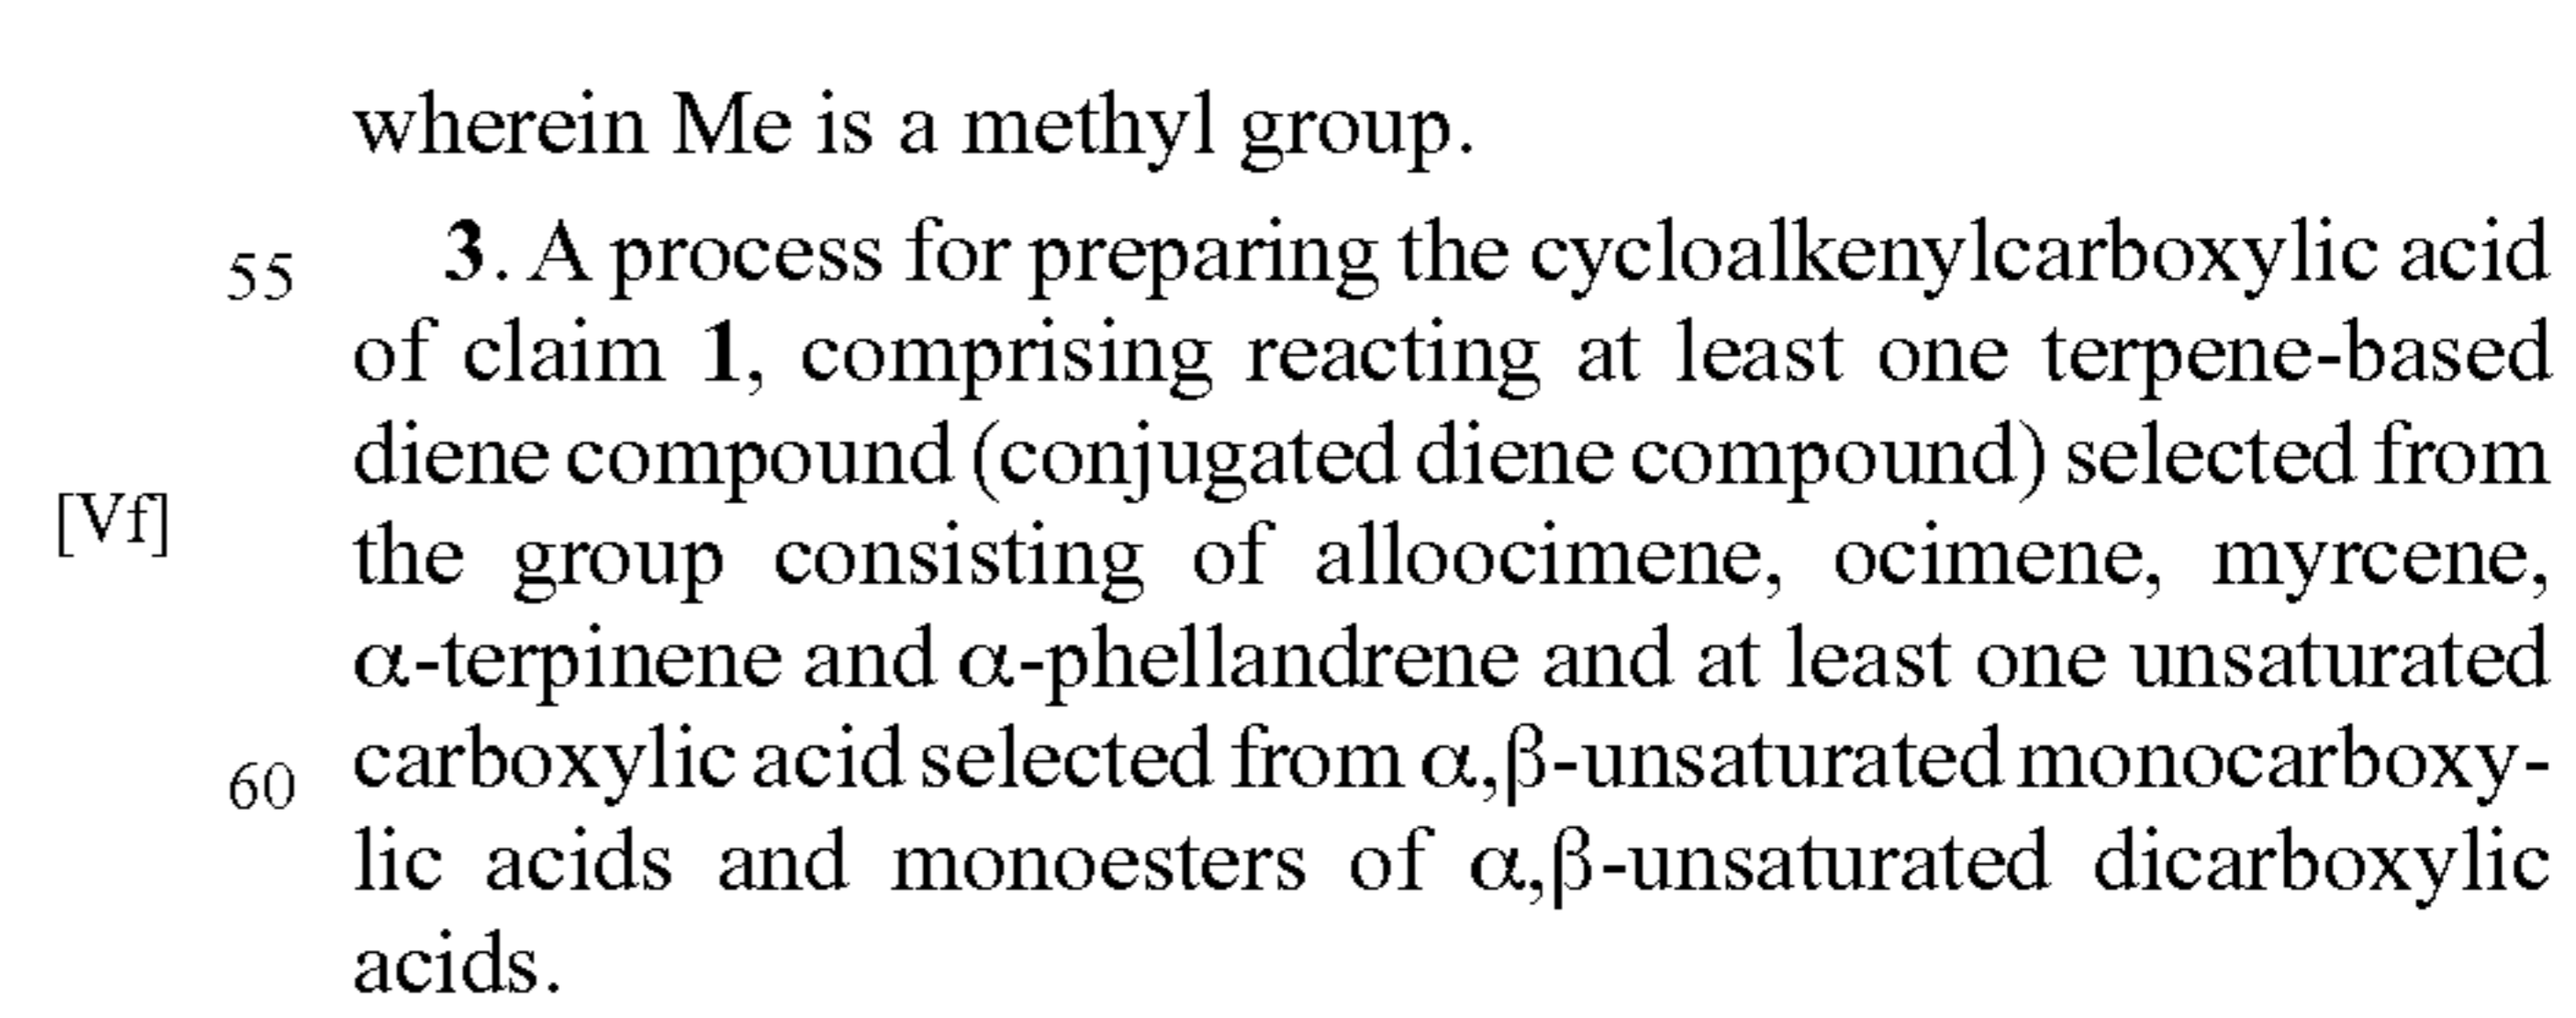 wherein Me is a methyl group.
55 3. A process for preparing the cycloalkenylcarboxylic acid
of claim 1, comprising reacting at least one terpene-based
diene compound (conjugated diene compound) selected from
[Vf] the group consisting of alloocimene, ocimene, myrcene,
α-terpinene and α-phellandrene and at least one unsaturated
60 carboxylic acid selected from α,β-unsaturated monocarboxy-
lic acids and monoesters of α,β-unsaturated dicarboxylic
acids.